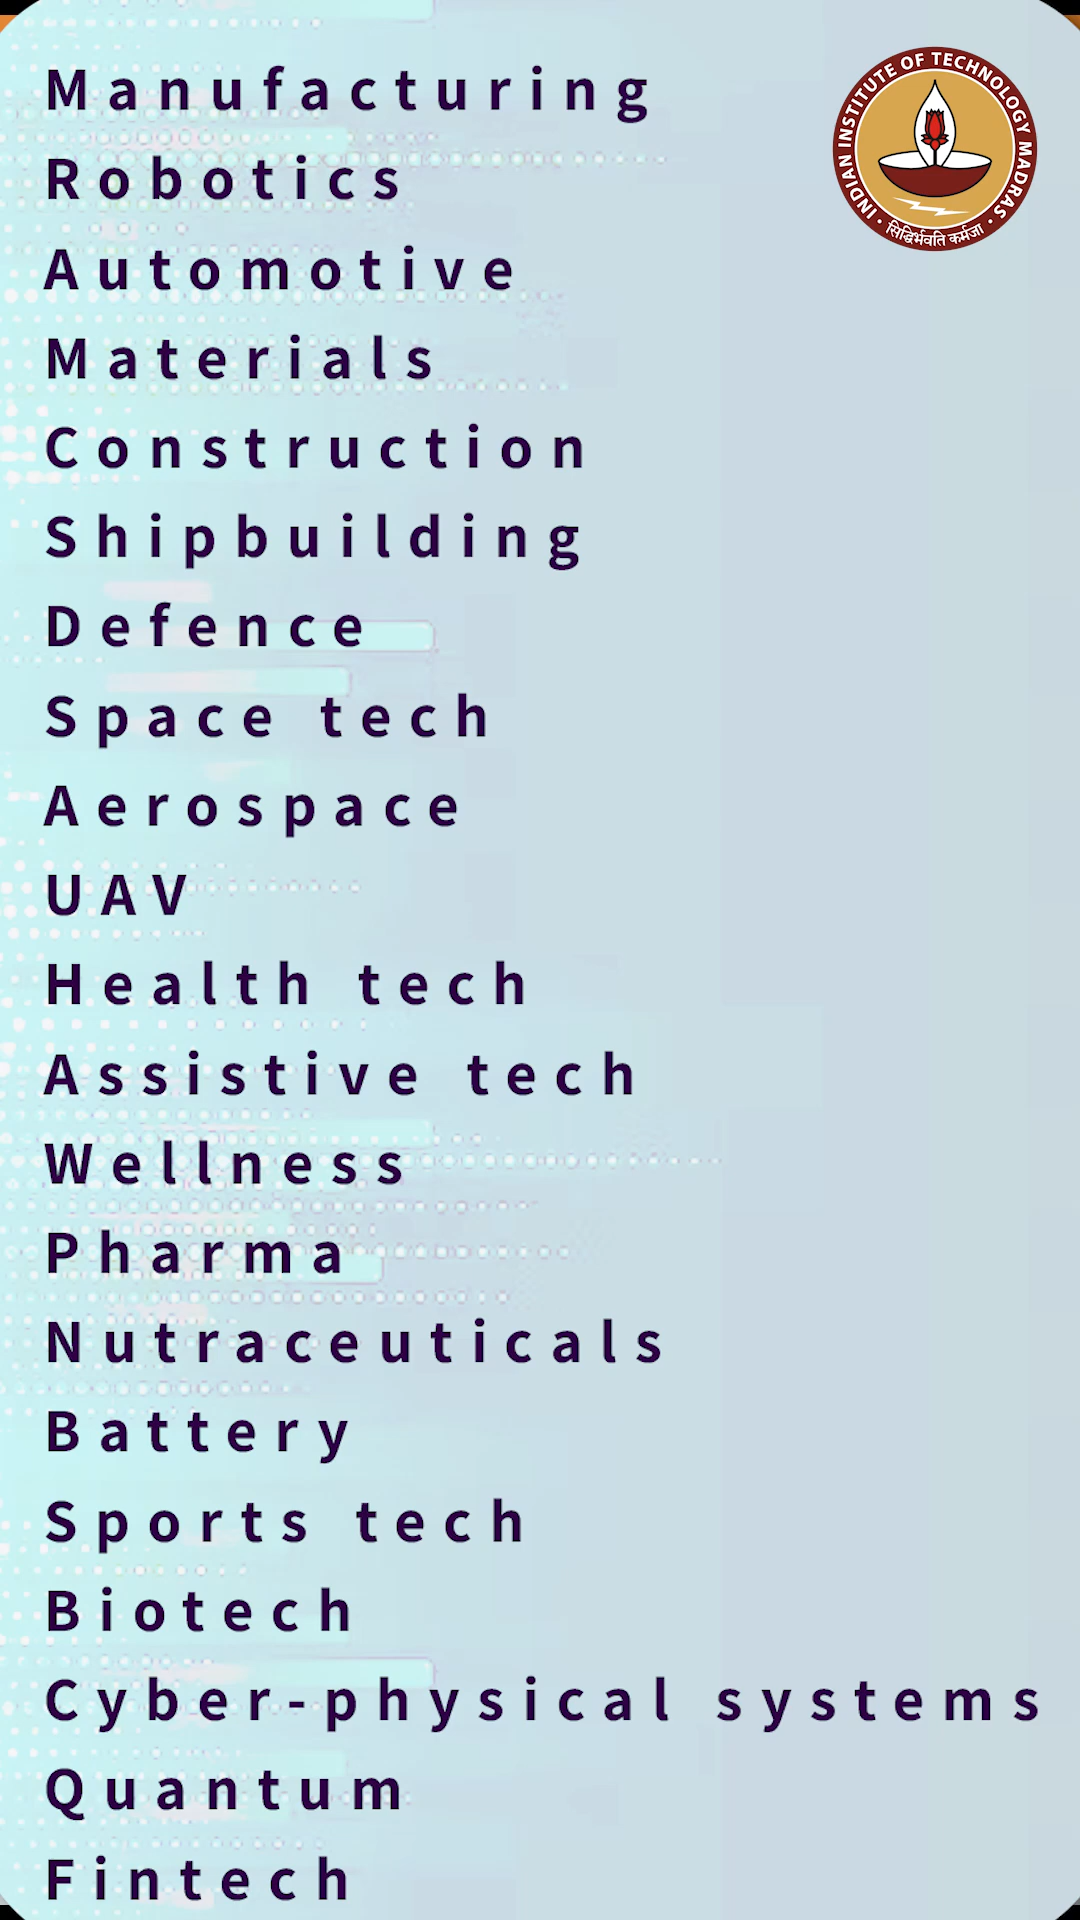 Manufacturing
Robotics
Automotive
Materials
Construction
Shipbuilding
Defence
Space tech
Aerospace
UAV
Health tech
Assistive tech
Wellness
Pharma
Nutraceuticals
Battery
Sports tech
Biotech
Cyber-physical systems
Quantum
Fintech
INDIAN INSTITUTE OF TECHNOLOGY MADRAS
सिद्धिर्भवति कर्मजा